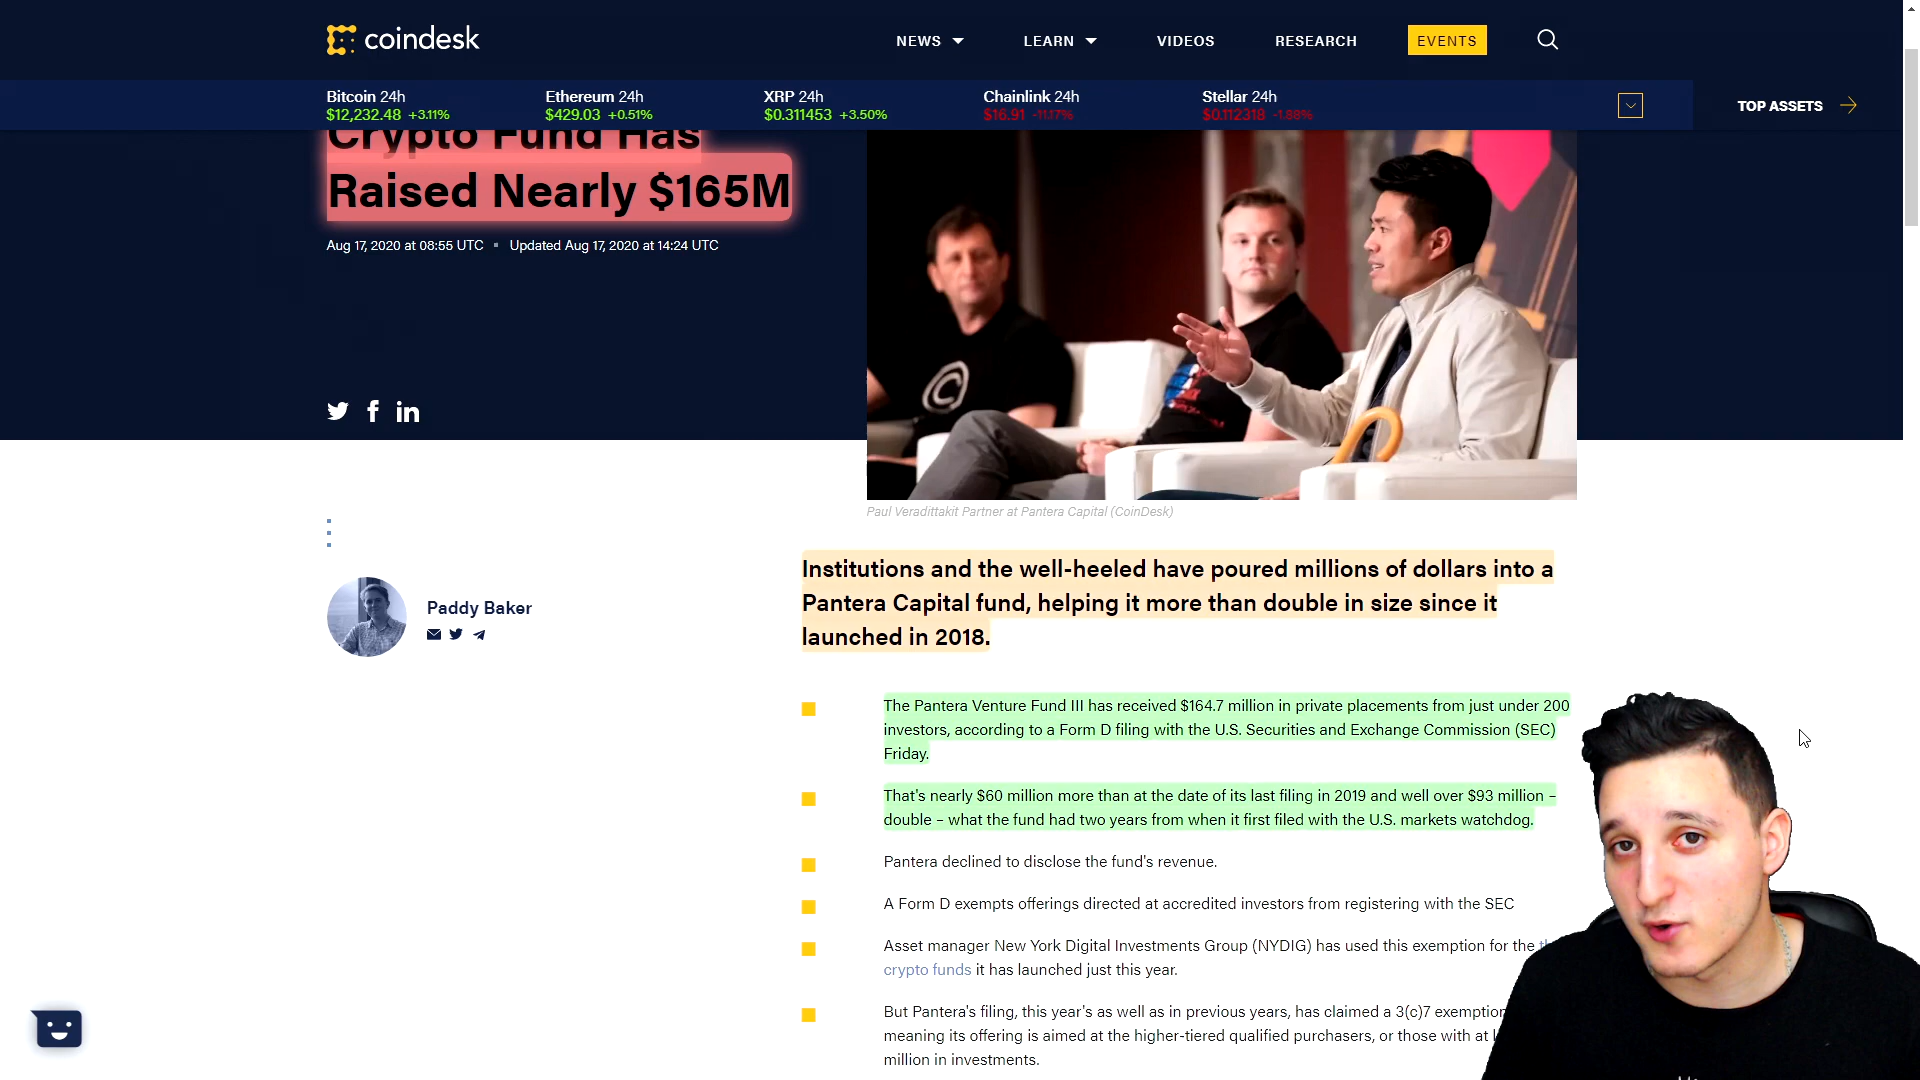 coindesk
NEWS LEARN VIDEOS RESEARCH EVENTS
Bitcoin 24h
$12,232.48 +3.11%
Ethereum 24h
$429.03 +0.51%
XRP 24h
$0.311453 +3.50%
Chainlink 24h
$16.91 -11.17%
Stellar 24h
$0.112318 -1.88%
TOP ASSETS
Crypto Fund Has
Raised Nearly $165M
Aug 17, 2020 at 08:55 UTC Updated Aug 17, 2020 at 14:24 UTC
Paul Veradittakit Partner at Pantera Capital (CoinDesk)
Paddy Baker
Institutions and the well-heeled have poured millions of dollars into a
Pantera Capital fund, helping it more than double in size since it
launched in 2018.
The Pantera Venture Fund III has received $164.7 million in private placements from just under 200
investors, according to a Form D filing with the U.S. Securities and Exchange Commission (SEC)
Friday.
That's nearly $60 million more than at the date of its last filing in 2019 and well over $93 million –
double – what the fund had two years from when it first filed with the U.S. markets watchdog.
Pantera declined to disclose the fund's revenue.
A Form D exempts offerings directed at accredited investors from registering with the SEC
Asset manager New York Digital Investments Group (NYDIG) has used this exemption for the
crypto funds it has launched just this year.
But Pantera's filing, this year's as well as in previous years, has claimed a 3(c)7 exemption
meaning its offering is aimed at the higher-tiered qualified purchasers, or those with at
million in investments.